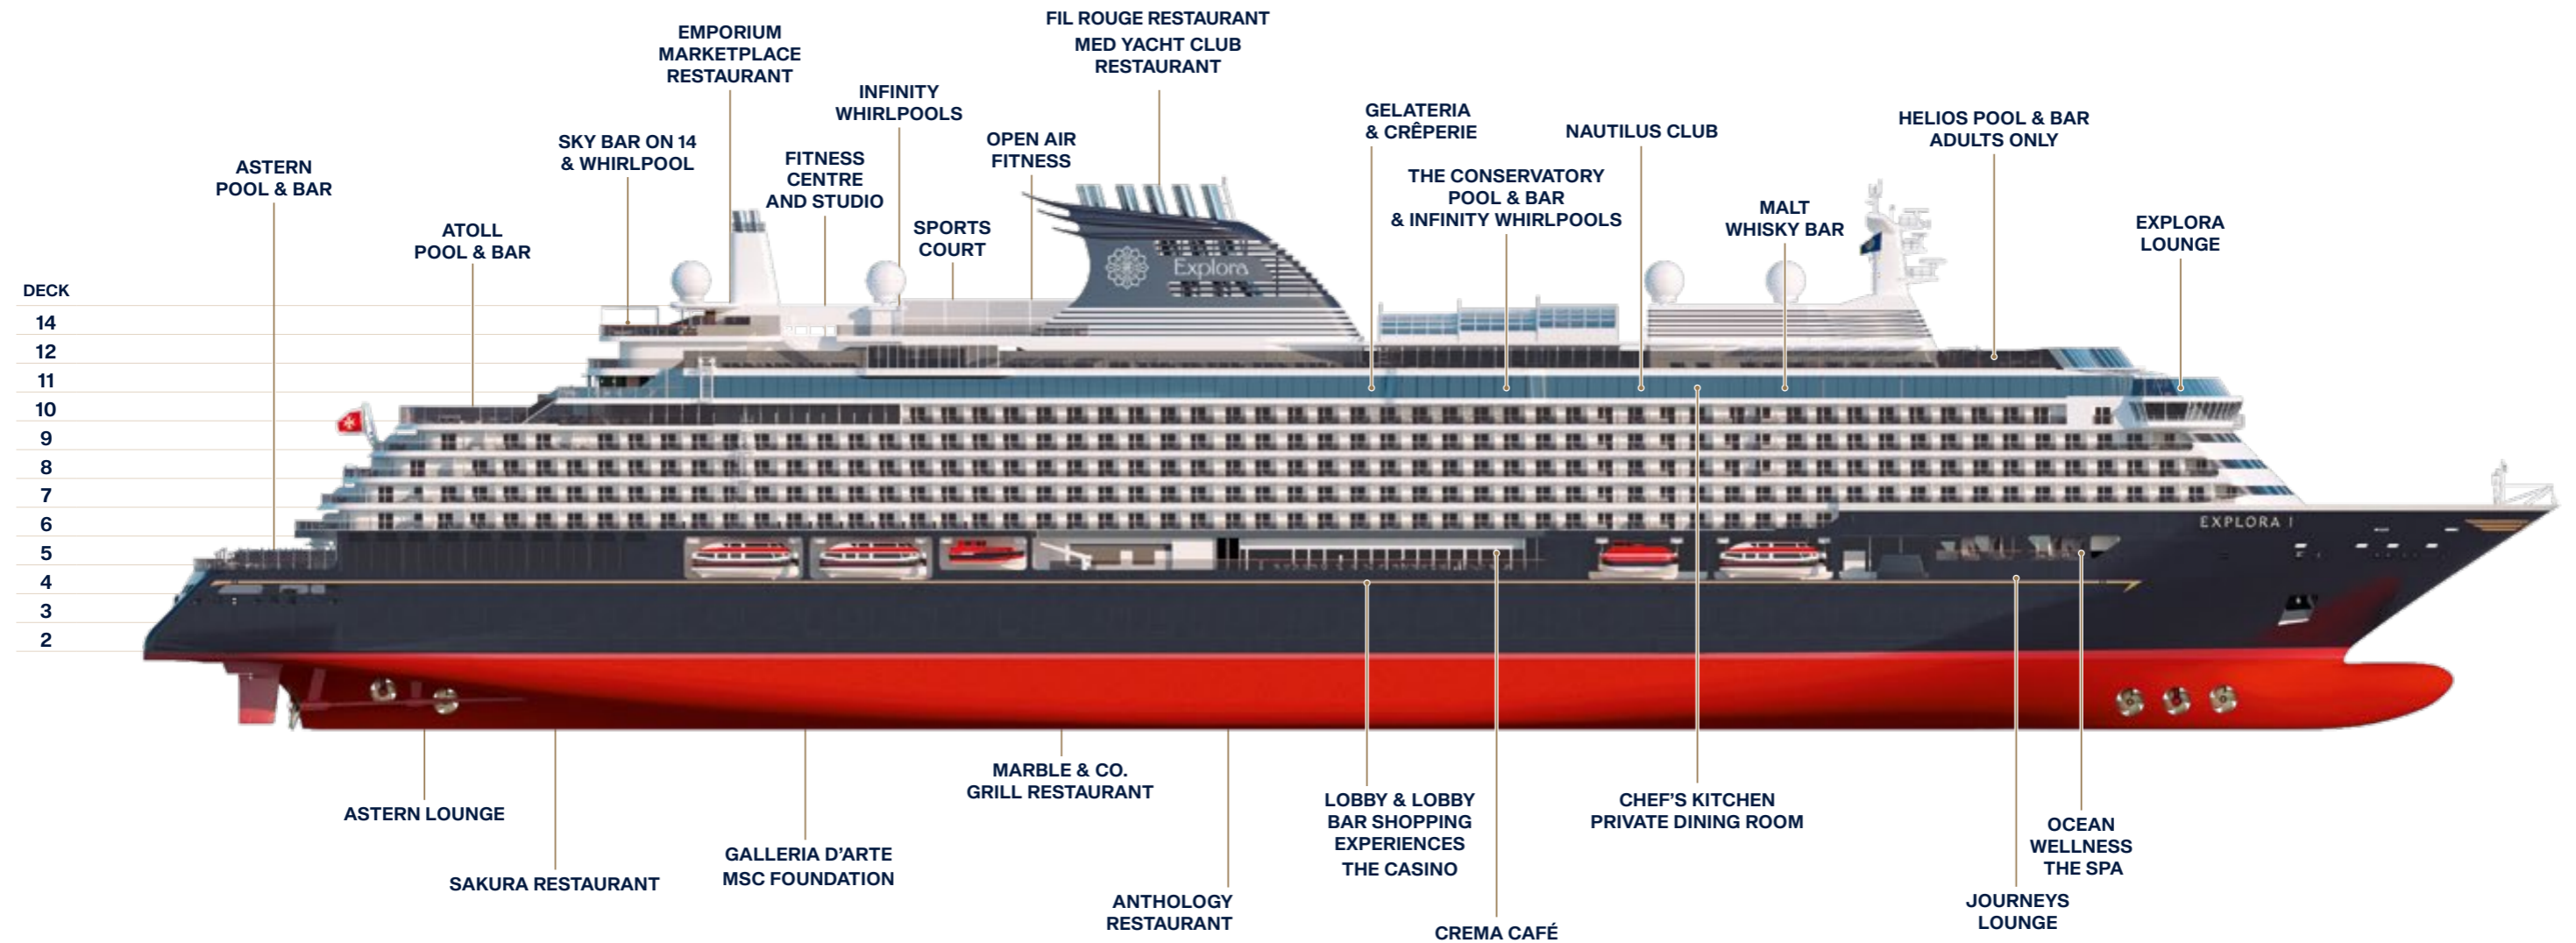 FIL ROUGE RESTAURANT
MED YACHT CLUB
RESTAURANT
EMPORIUM
MARKETPLACE
RESTAURANT
INFINITY
WHIRLPOOLS
GELATERIA
& CRÊPERIE
NAUTILUS CLUB
HELIOS POOL & BAR
ADULTS ONLY
SKY BAR ON 14
& WHIRLPOOL
OPEN AIR
FITNESS
FITNESS
CENTRE
AND STUDIO
ASTERN
POOL & BAR
THE CONSERVATORY
POOL & BAR
& INFINITY WHIRLPOOLS
MALT
WHISKY BAR
ATOLL
POOL & BAR
SPORTS
COURT
EXPLORA
LOUNGE
Explora
DECK
14
12
11
10
9
8
7
6
5
4
3
2
EXPLORA I
ASTERN LOUNGE
SAKURA RESTAURANT
GALLERIA D'ARTE
MSC FOUNDATION
MARBLE & CO.
GRILL RESTAURANT
ANTHOLOGY
RESTAURANT
LOBBY & LOBBY
BAR SHOPPING
EXPERIENCES
THE CASINO
CREMA CAFÉ
CHEF'S KITCHEN
PRIVATE DINING ROOM
JOURNEYS
LOUNGE
OCEAN
WELLNESS
THE SPA